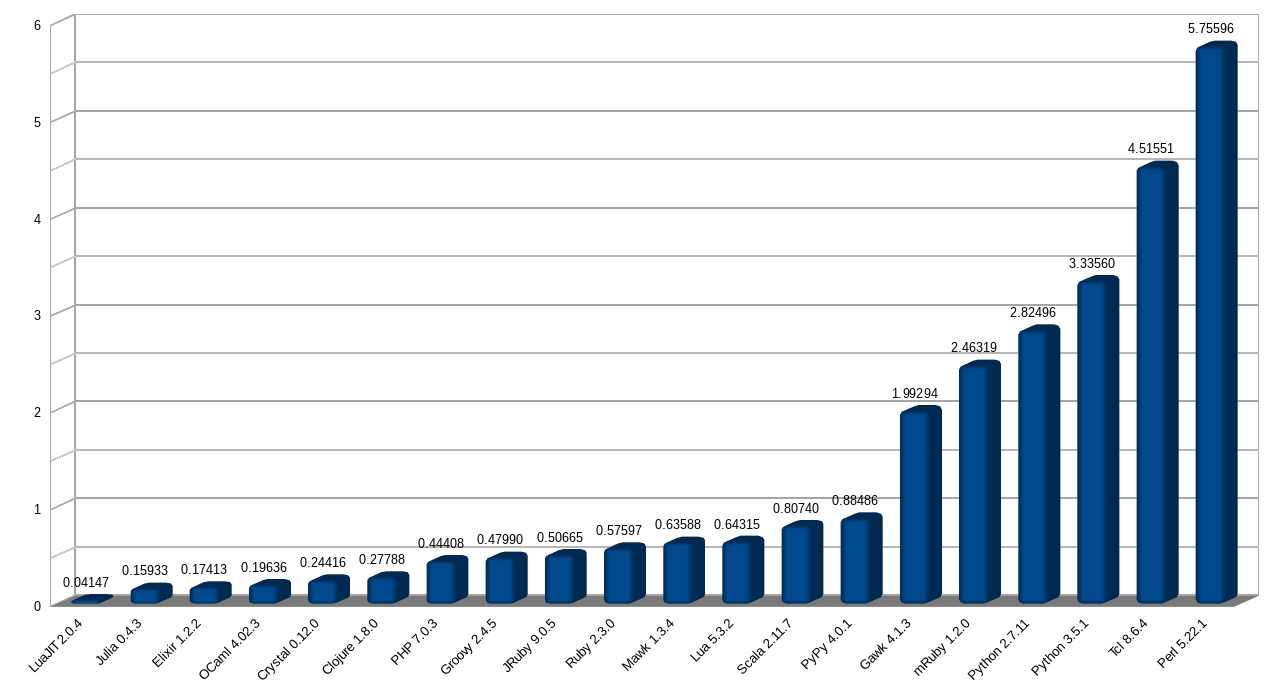 6
5
4
3
2
1
0
0.04147
0.15933
0.17413
0.19636
0.24416
0.27788
0.44408
0.47990
0.50665
0.57597
0.63588
0.64315
0.80740
0.88486
1.99294
2.46319
2.82496
3.33560
4.51551
5.75596
LuaJIT 2.0.4
Julia 0.4.3
Elixir 1.2.2
OCaml 4.02.3
Crystal 0.12.0
Clojure 1.8.0
PHP 7.0.3
Groovy 2.4.5
JRuby 9.0.5
Ruby 2.3.0
Mawk 1.3.4
Lua 5.3.2
Scala 2.11.7
PyPy 4.0.1
Gawk 4.1.3
mRuby 1.2.0
Python 2.7.11
Python 3.5.1
Tcl 8.6.4
Perl 5.22.1